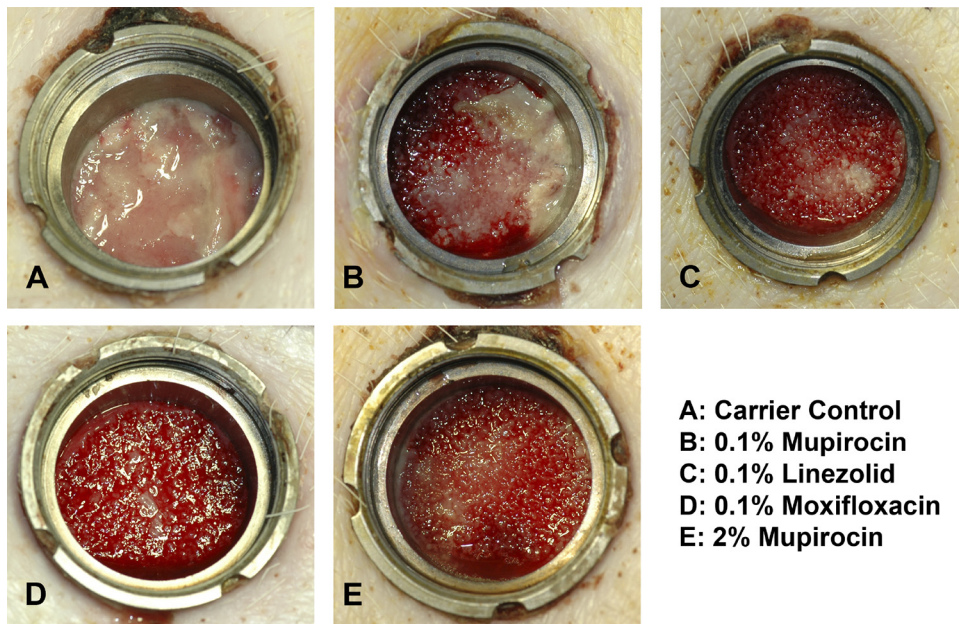 A
B
C
D
E
A: Carrier Control
B: 0.1% Mupirocin
C: 0.1% Linezolid
D: 0.1% Moxifloxacin
E: 2% Mupirocin